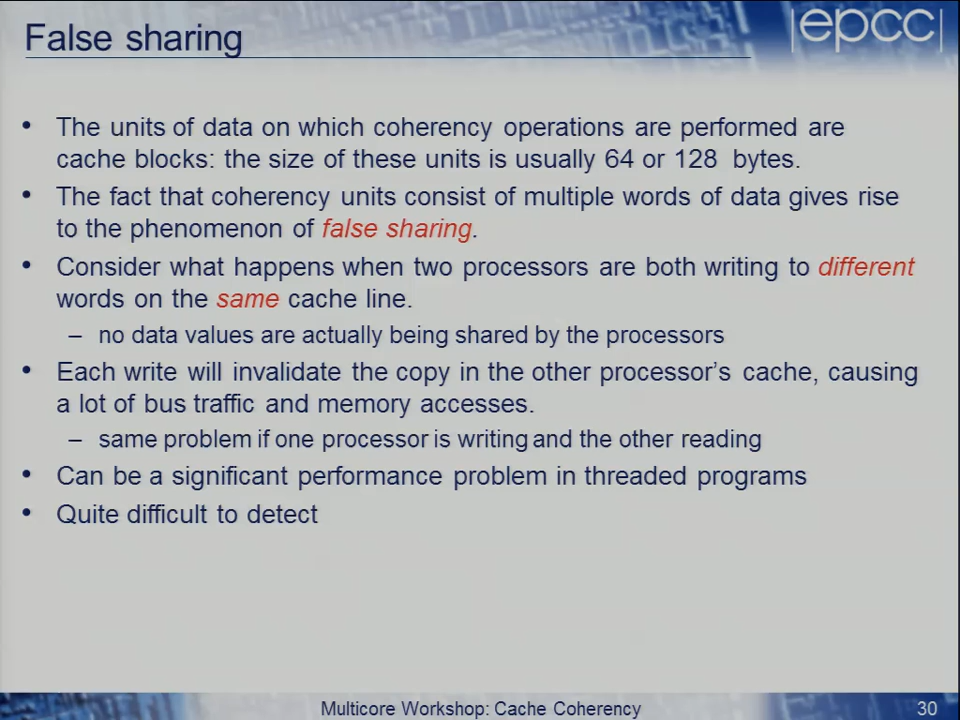 False sharing
|epcc|
• The units of data on which coherency operations are performed are
cache blocks: the size of these units is usually 64 or 128 bytes.
• The fact that coherency units consist of multiple words of data gives rise
to the phenomenon of false sharing.
• Consider what happens when two processors are both writing to different
words on the same cache line.
– no data values are actually being shared by the processors
• Each write will invalidate the copy in the other processor's cache, causing
a lot of bus traffic and memory accesses.
– same problem if one processor is writing and the other reading
• Can be a significant performance problem in threaded programs
• Quite difficult to detect
Multicore Workshop: Cache Coherency
30